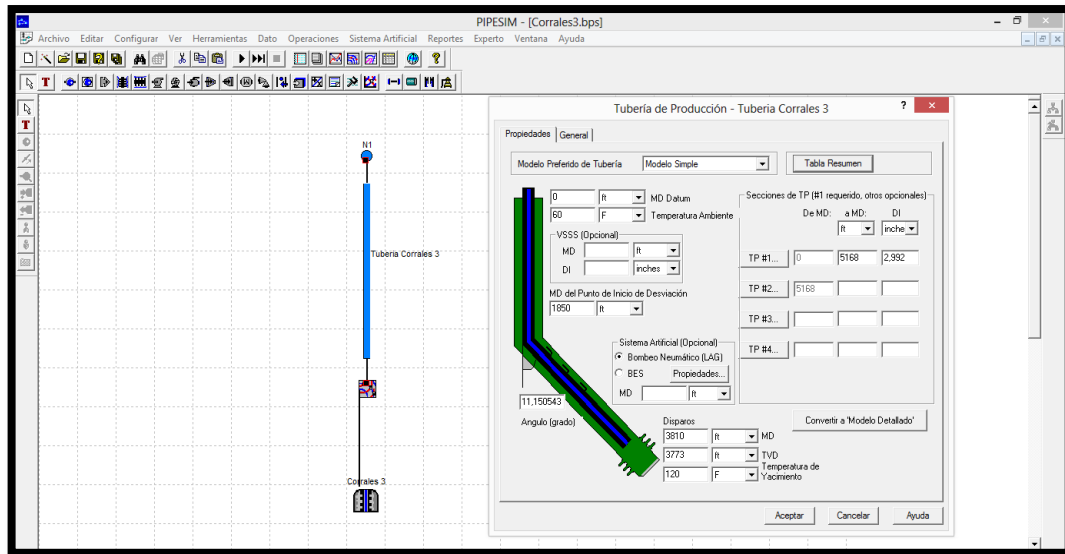 PIPESIM - [Corrales3.bps]
Archivo Editar Configurar Ver Herramientas Dato Operaciones Sistema Artificial Reportes Experto Ventana Ayuda
T
T
N1
Tuberia Corrales 3
Corrales 3
Tubería de Producción - Tuberia Corrales 3
Propiedades General
Modelo Preferido de Tubería Modelo Simple Tabla Resumen
0 ft MD Datum
60 F Temperatura Ambiente
VSSS (Opcional)
MD ft
DI inches
MD del Punto de Inicio de Desviación
1850 ft
Sistema Artificial (Opcional)
Bombeo Neumático (LAG)
BES Propiedades...
MD ft
11,150543
Angulo (grado)
Disparos
3810 ft MD
3773 ft TVD
120 F Temperatura de Yacimiento
Secciones de TP (#1 requerido, otros opcionales)
De MD: a MD: DI
ft inche
TP #1... 0 5168 2,992
TP #2... 5168
TP #3...
TP #4...
Convertir a 'Modelo Detallado'
Aceptar Cancelar Ayuda